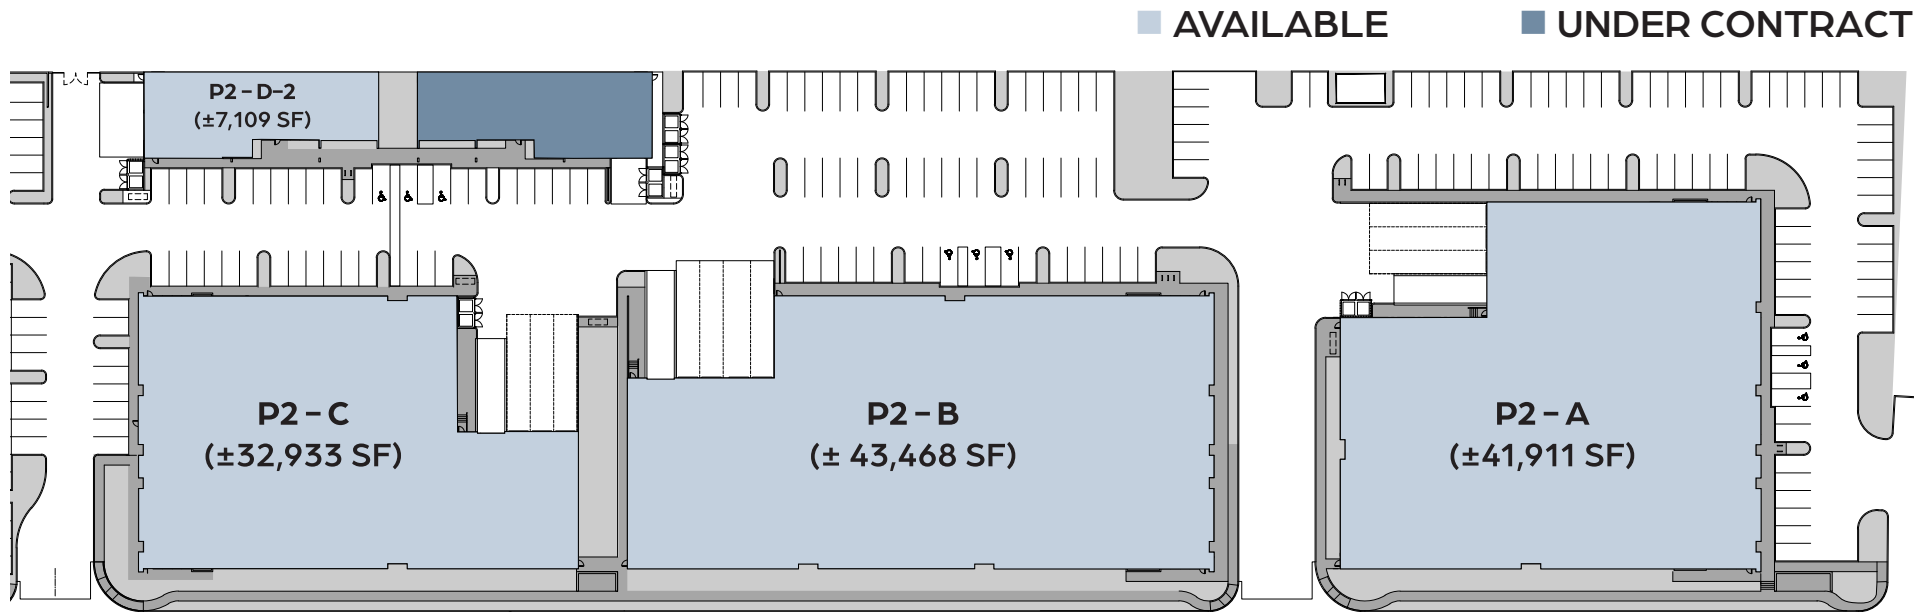 AVAILABLE
UNDER CONTRACT
P2-D-2
(±7,109 SF)
P2-C
(±32,933 SF)
P2-B
(± 43,468 SF)
P2-A
(±41,911 SF)